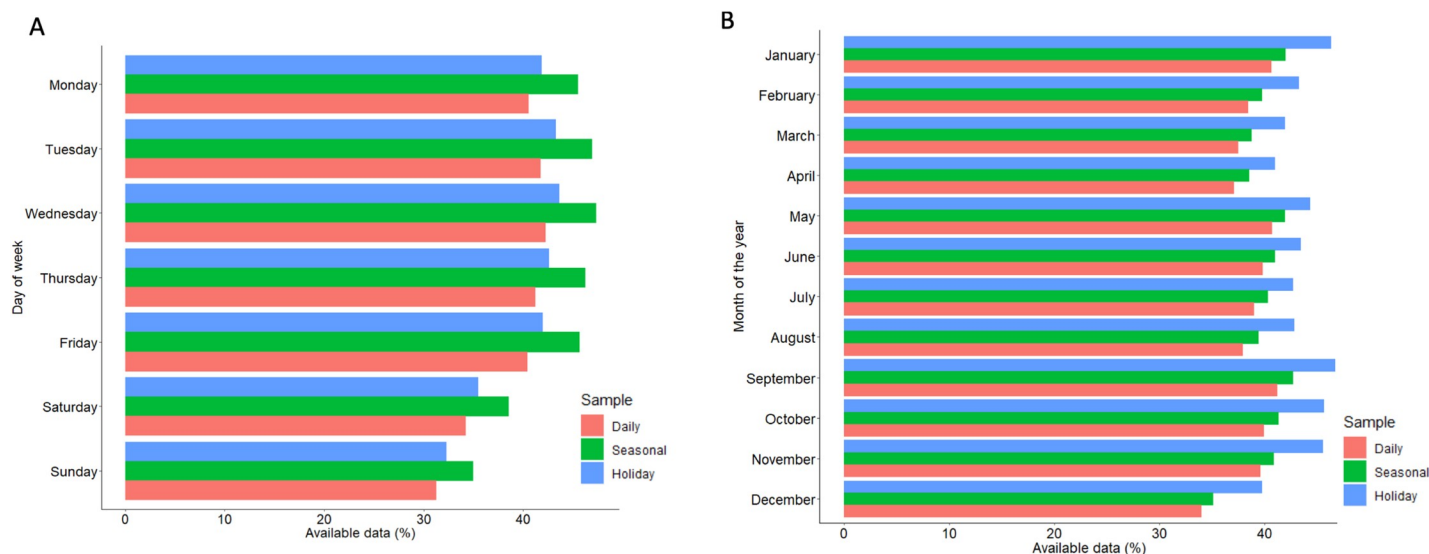 A
Day of week
Monday
Tuesday
Wednesday
Thursday
Friday
Saturday
Sunday
0 10 20 30 40
Available data (%)
Sample
Daily
Seasonal
Holiday
B
Month of the year
January
February
March
April
May
June
July
August
September
October
November
December
0 10 20 30 40
Available data (%)
Sample
Daily
Seasonal
Holiday